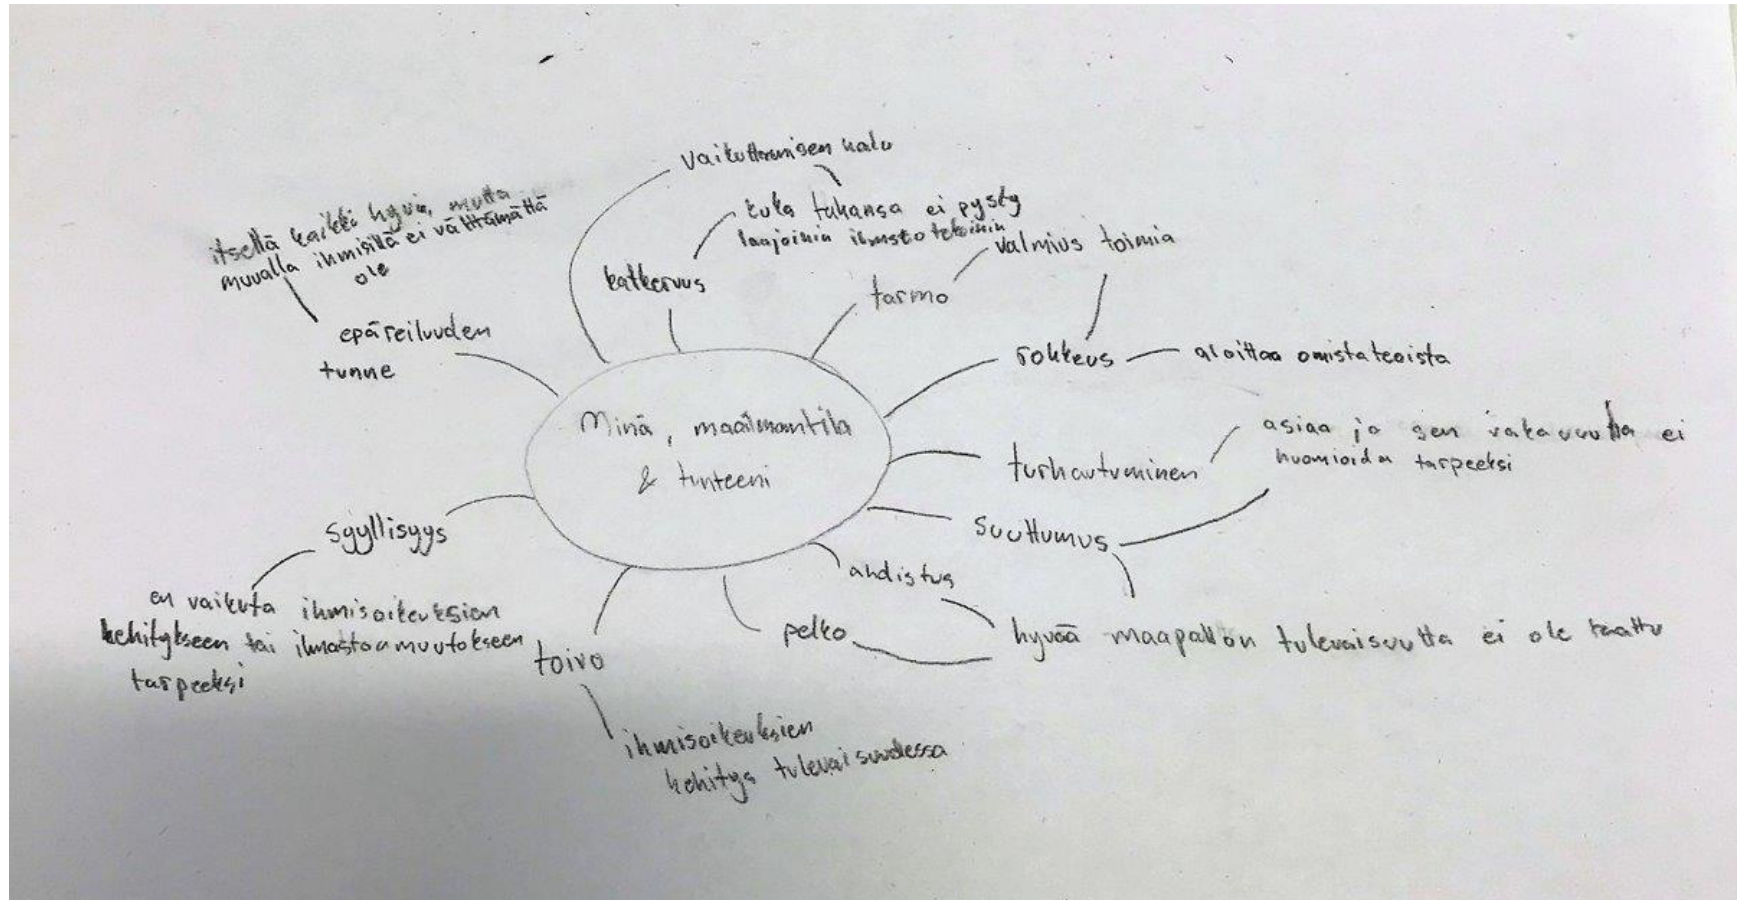 vaikuttamisen halu
kuka tahansa ei pysty
laajoihin ilmastotekoihin
katkeruus
valmius toimia
tarmo
itsellä kaikki hyvin, mutta
muualla ihmisillä ei välttämättä
ole
epäreiluuden
tunne
rohkeus
aloittaa omista teoista
Minä, maailmantila
& tunteeni
turhautuminen
asiaa ja sen vakavuutta ei
huomioida tarpeeksi
suuttumus
ahdistus
pelko
hyvää maapallon tulevaisuutta ei ole taattu
syyllisyys
en vaikuta ihmisoikeuksien
kehitykseen tai ilmastoamuutokseen
tarpeeksi
toivo
ihmisoikeuksien
kehitys tulevaisuudessa